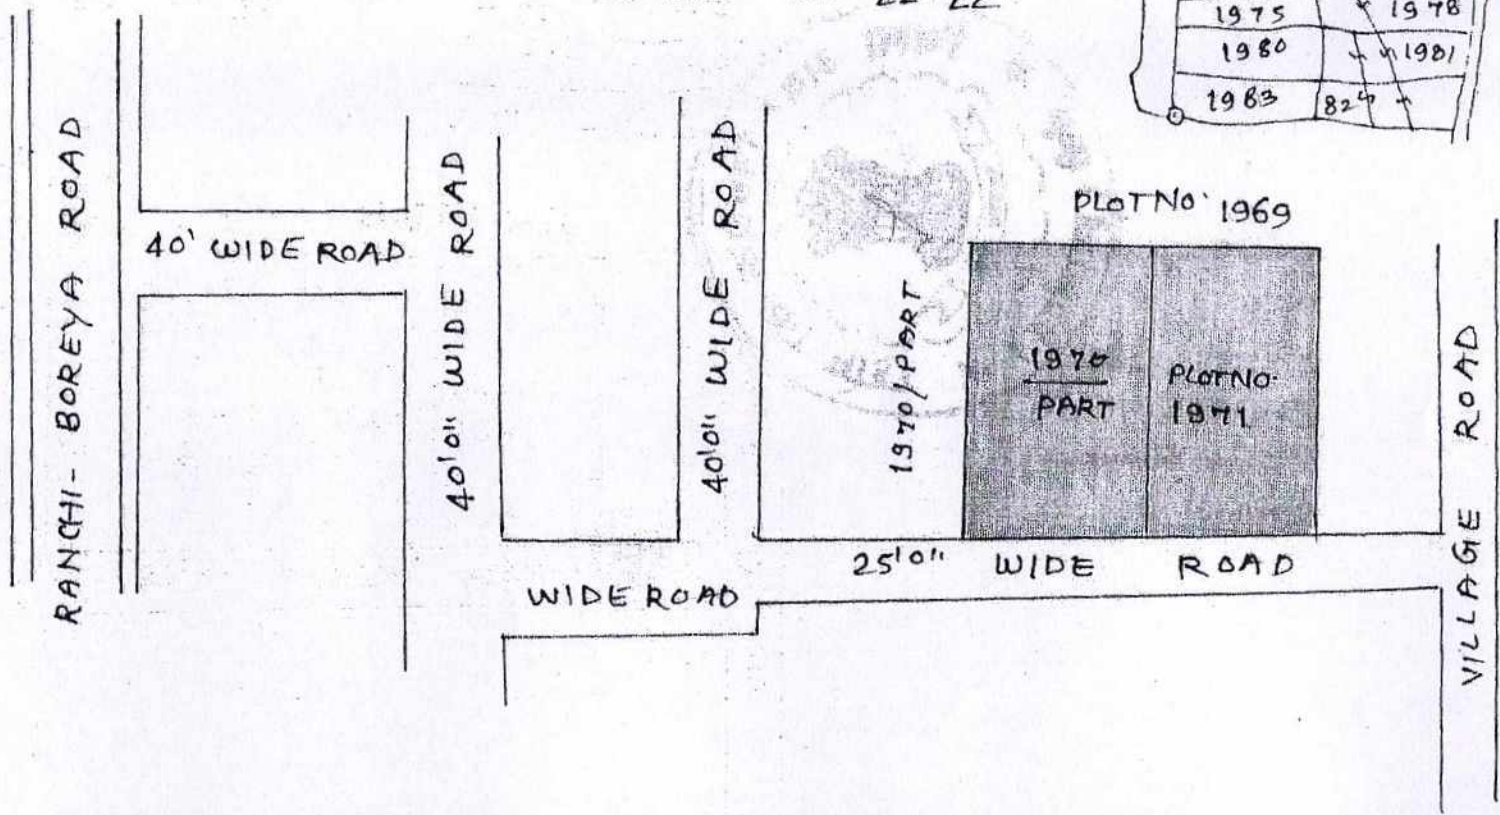 1975 1978
1980 1981
1983 82
PLOT NO. 1969
RANCHI- BOREYA ROAD
40' WIDE ROAD
40'0" WIDE ROAD
40'0" WIDE ROAD
1970/PART
1970
PART
PLOT NO.
1971
VILLAGE ROAD
25'0" WIDE ROAD
WIDE ROAD